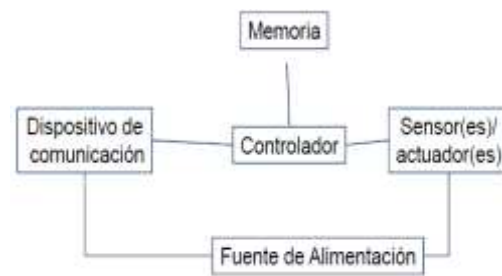 Memoria
Dispositivo de
comunicación
Controlador
Sensor(es)/
actuador(es)
Fuente de Alimentación